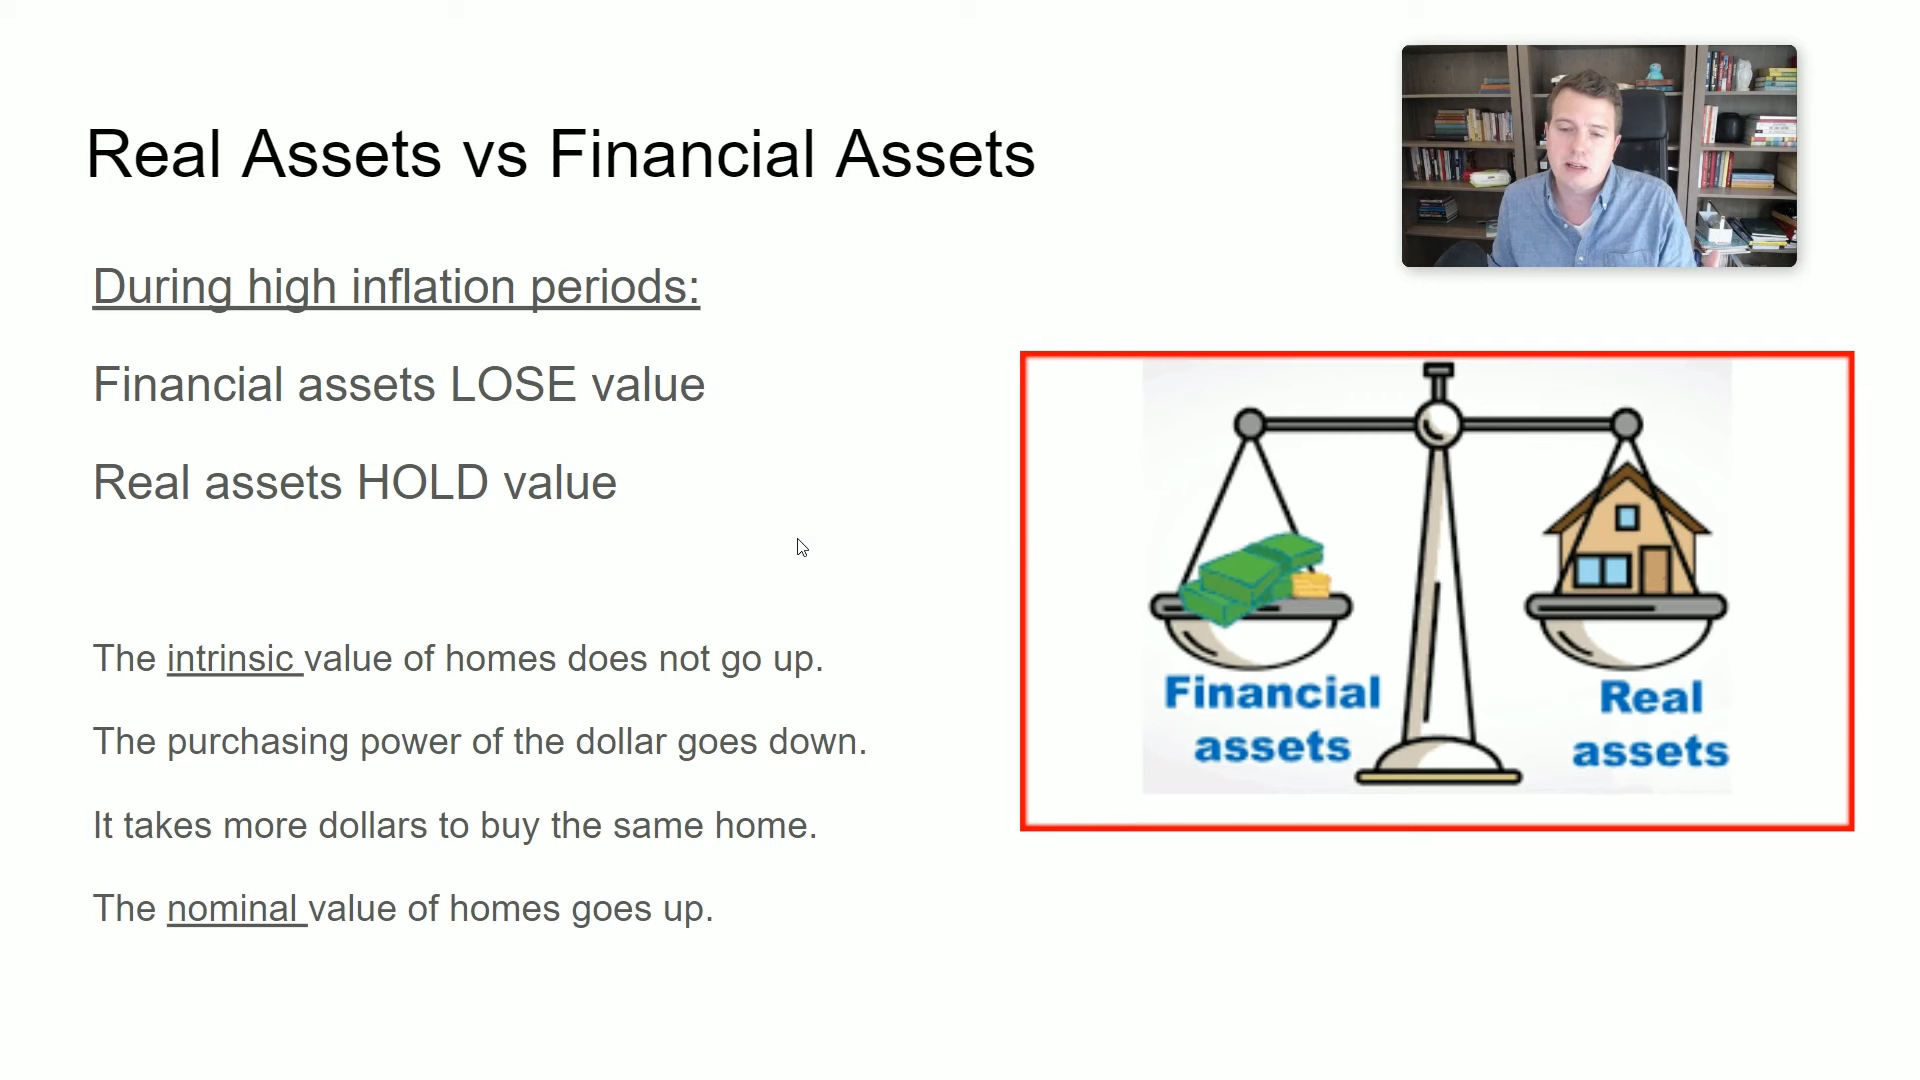 Real Assets vs Financial Assets
During high inflation periods:
Financial assets LOSE value
Real assets HOLD value
The intrinsic value of homes does not go up.
The purchasing power of the dollar goes down.
It takes more dollars to buy the same home.
The nominal value of homes goes up.
Financial
assets
Real
assets